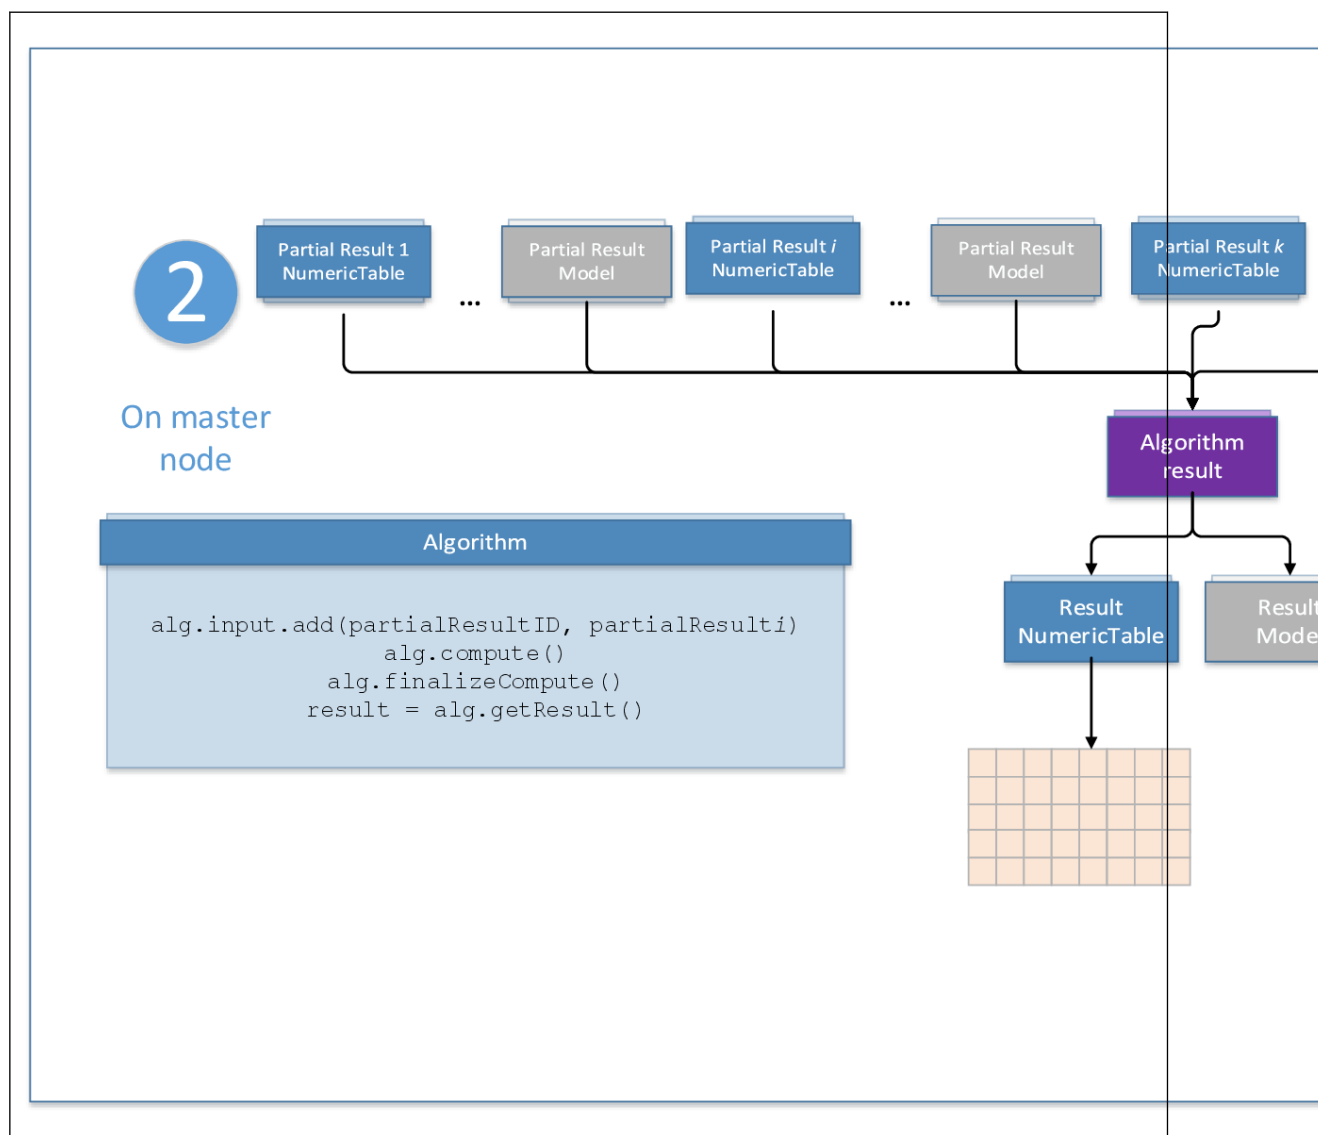 Partial Result 1
NumericTable
...
Partial Result
Model
Partial Result i
NumericTable
...
Partial Result
Model
Partial Result k
NumericTable
2
On master
node
Algorithm
result
Algorithm
alg.input.add(partialResultID, partialResulti)
alg.compute()
alg.finalizeCompute()
result = alg.getResult()
Result
NumericTable
Result
Mode